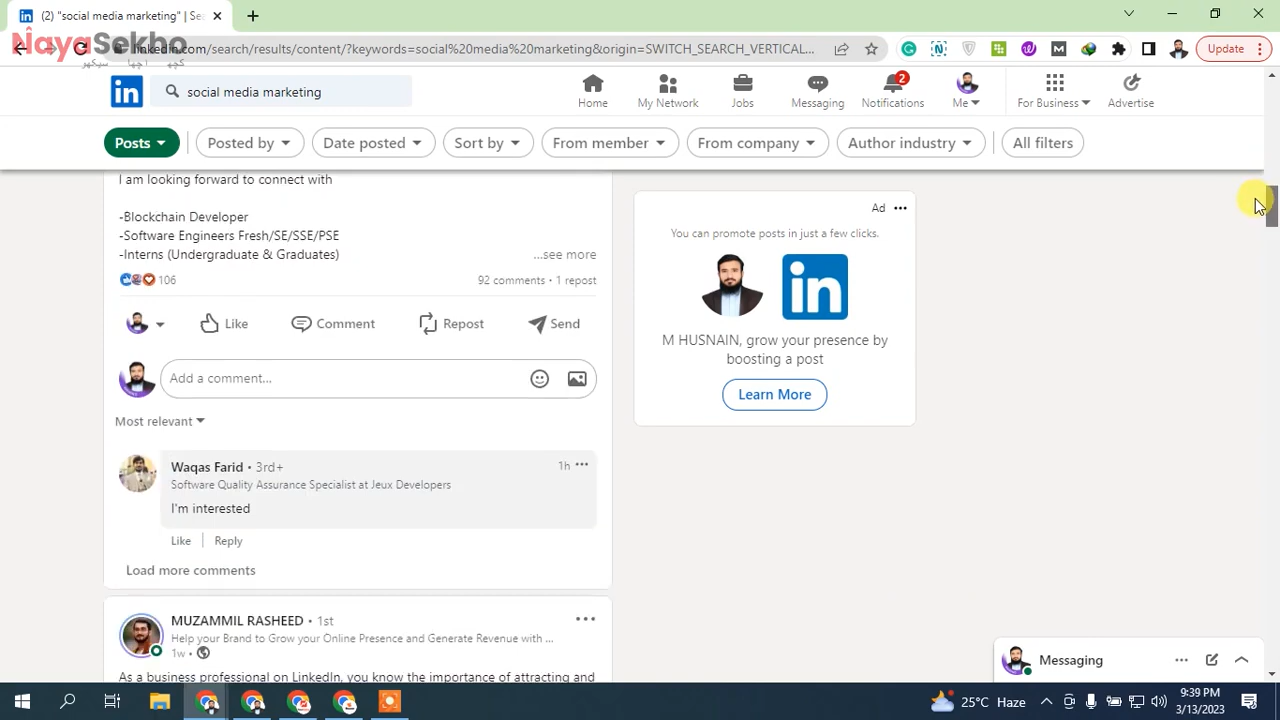 (2) "social media marketing" | Sea
NayaSekho
کچھ اچھا سیکھو
linkedin.com/search/results/content/?keywords=social%20media%20marketing&origin=SWITCH_SEARCH_VERTICAL...
Update
in
social media marketing
Home
My Network
Jobs
Messaging
2
Notifications
Me
For Business
Advertise
Posts
Posted by
Date posted
Sort by
From member
From company
Author industry
All filters
I am looking forward to connect with
-Blockchain Developer
-Software Engineers Fresh/SE/SSE/PSE
-Interns (Undergraduate & Graduates)
...see more
106
92 comments • 1 repost
Like
Comment
Repost
Send
Add a comment...
Most relevant
Waqas Farid • 3rd+
1h
Software Quality Assurance Specialist at Jeux Developers
I'm interested
Like
Reply
Load more comments
MUZAMMIL RASHEED • 1st
Help your Brand to Grow your Online Presence and Generate Revenue with ...
1w •
As a business professional on LinkedIn, you know the importance of attracting and
Ad
You can promote posts in just a few clicks.
in
M HUSNAIN, grow your presence by
boosting a post
Learn More
Messaging
25°C Haze
9:39 PM
3/13/2023